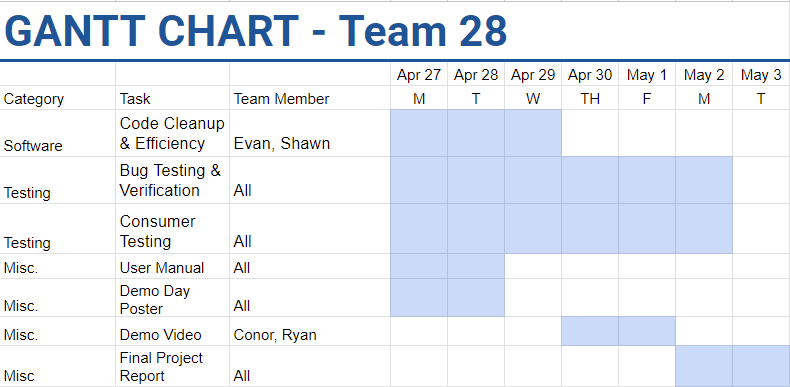 GANTT CHART - Team 28
Apr 27 Apr 28 Apr 29 Apr 30 May 1 May 2 May 3
Category Task Team Member M T W TH F M T
Code Cleanup
Software & Efficiency Evan, Shawn
Bug Testing &
Testing Verification All
Consumer
Testing Testing All
Misc. User Manual All
Demo Day
Misc. Poster All
Misc. Demo Video Conor, Ryan
Final Project
Misc Report All